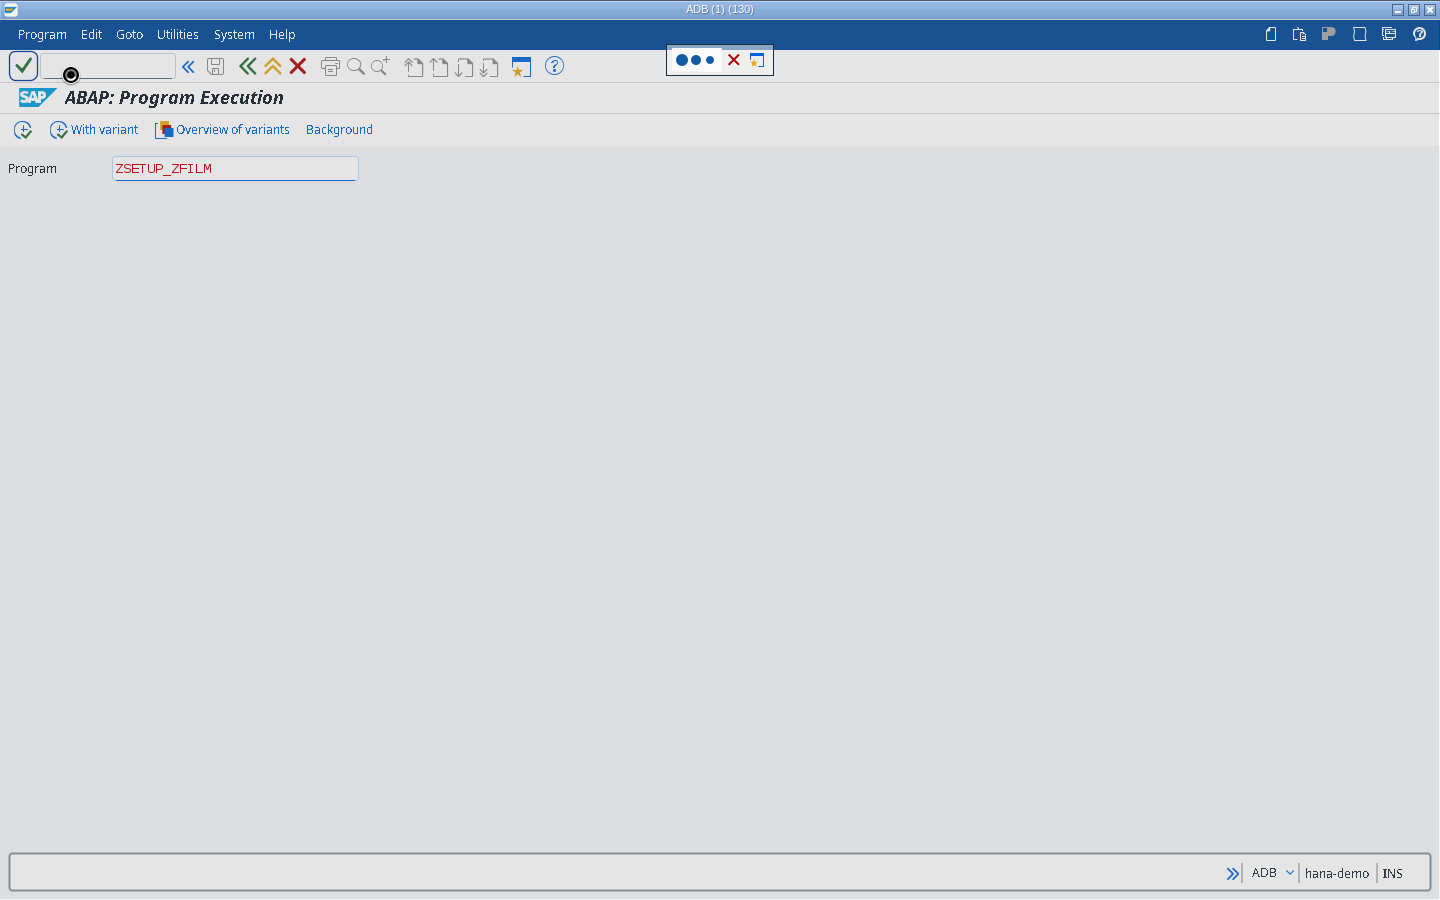 ADB (1) (130)
Program Edit Goto Utilities System Help
SAP ABAP: Program Execution
With variant Overview of variants Background
Program ZSETUP_ZFILM
ADB hana-demo INS